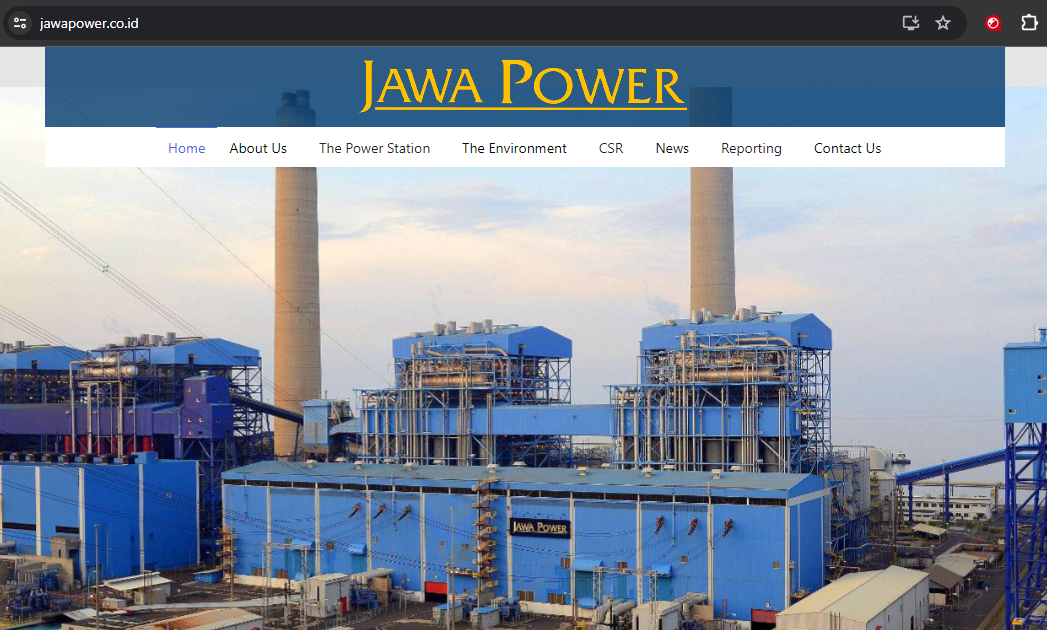 jawapower.co.id
JAWA POWER
Home About Us The Power Station The Environment CSR News Reporting Contact Us
JAWA POWER